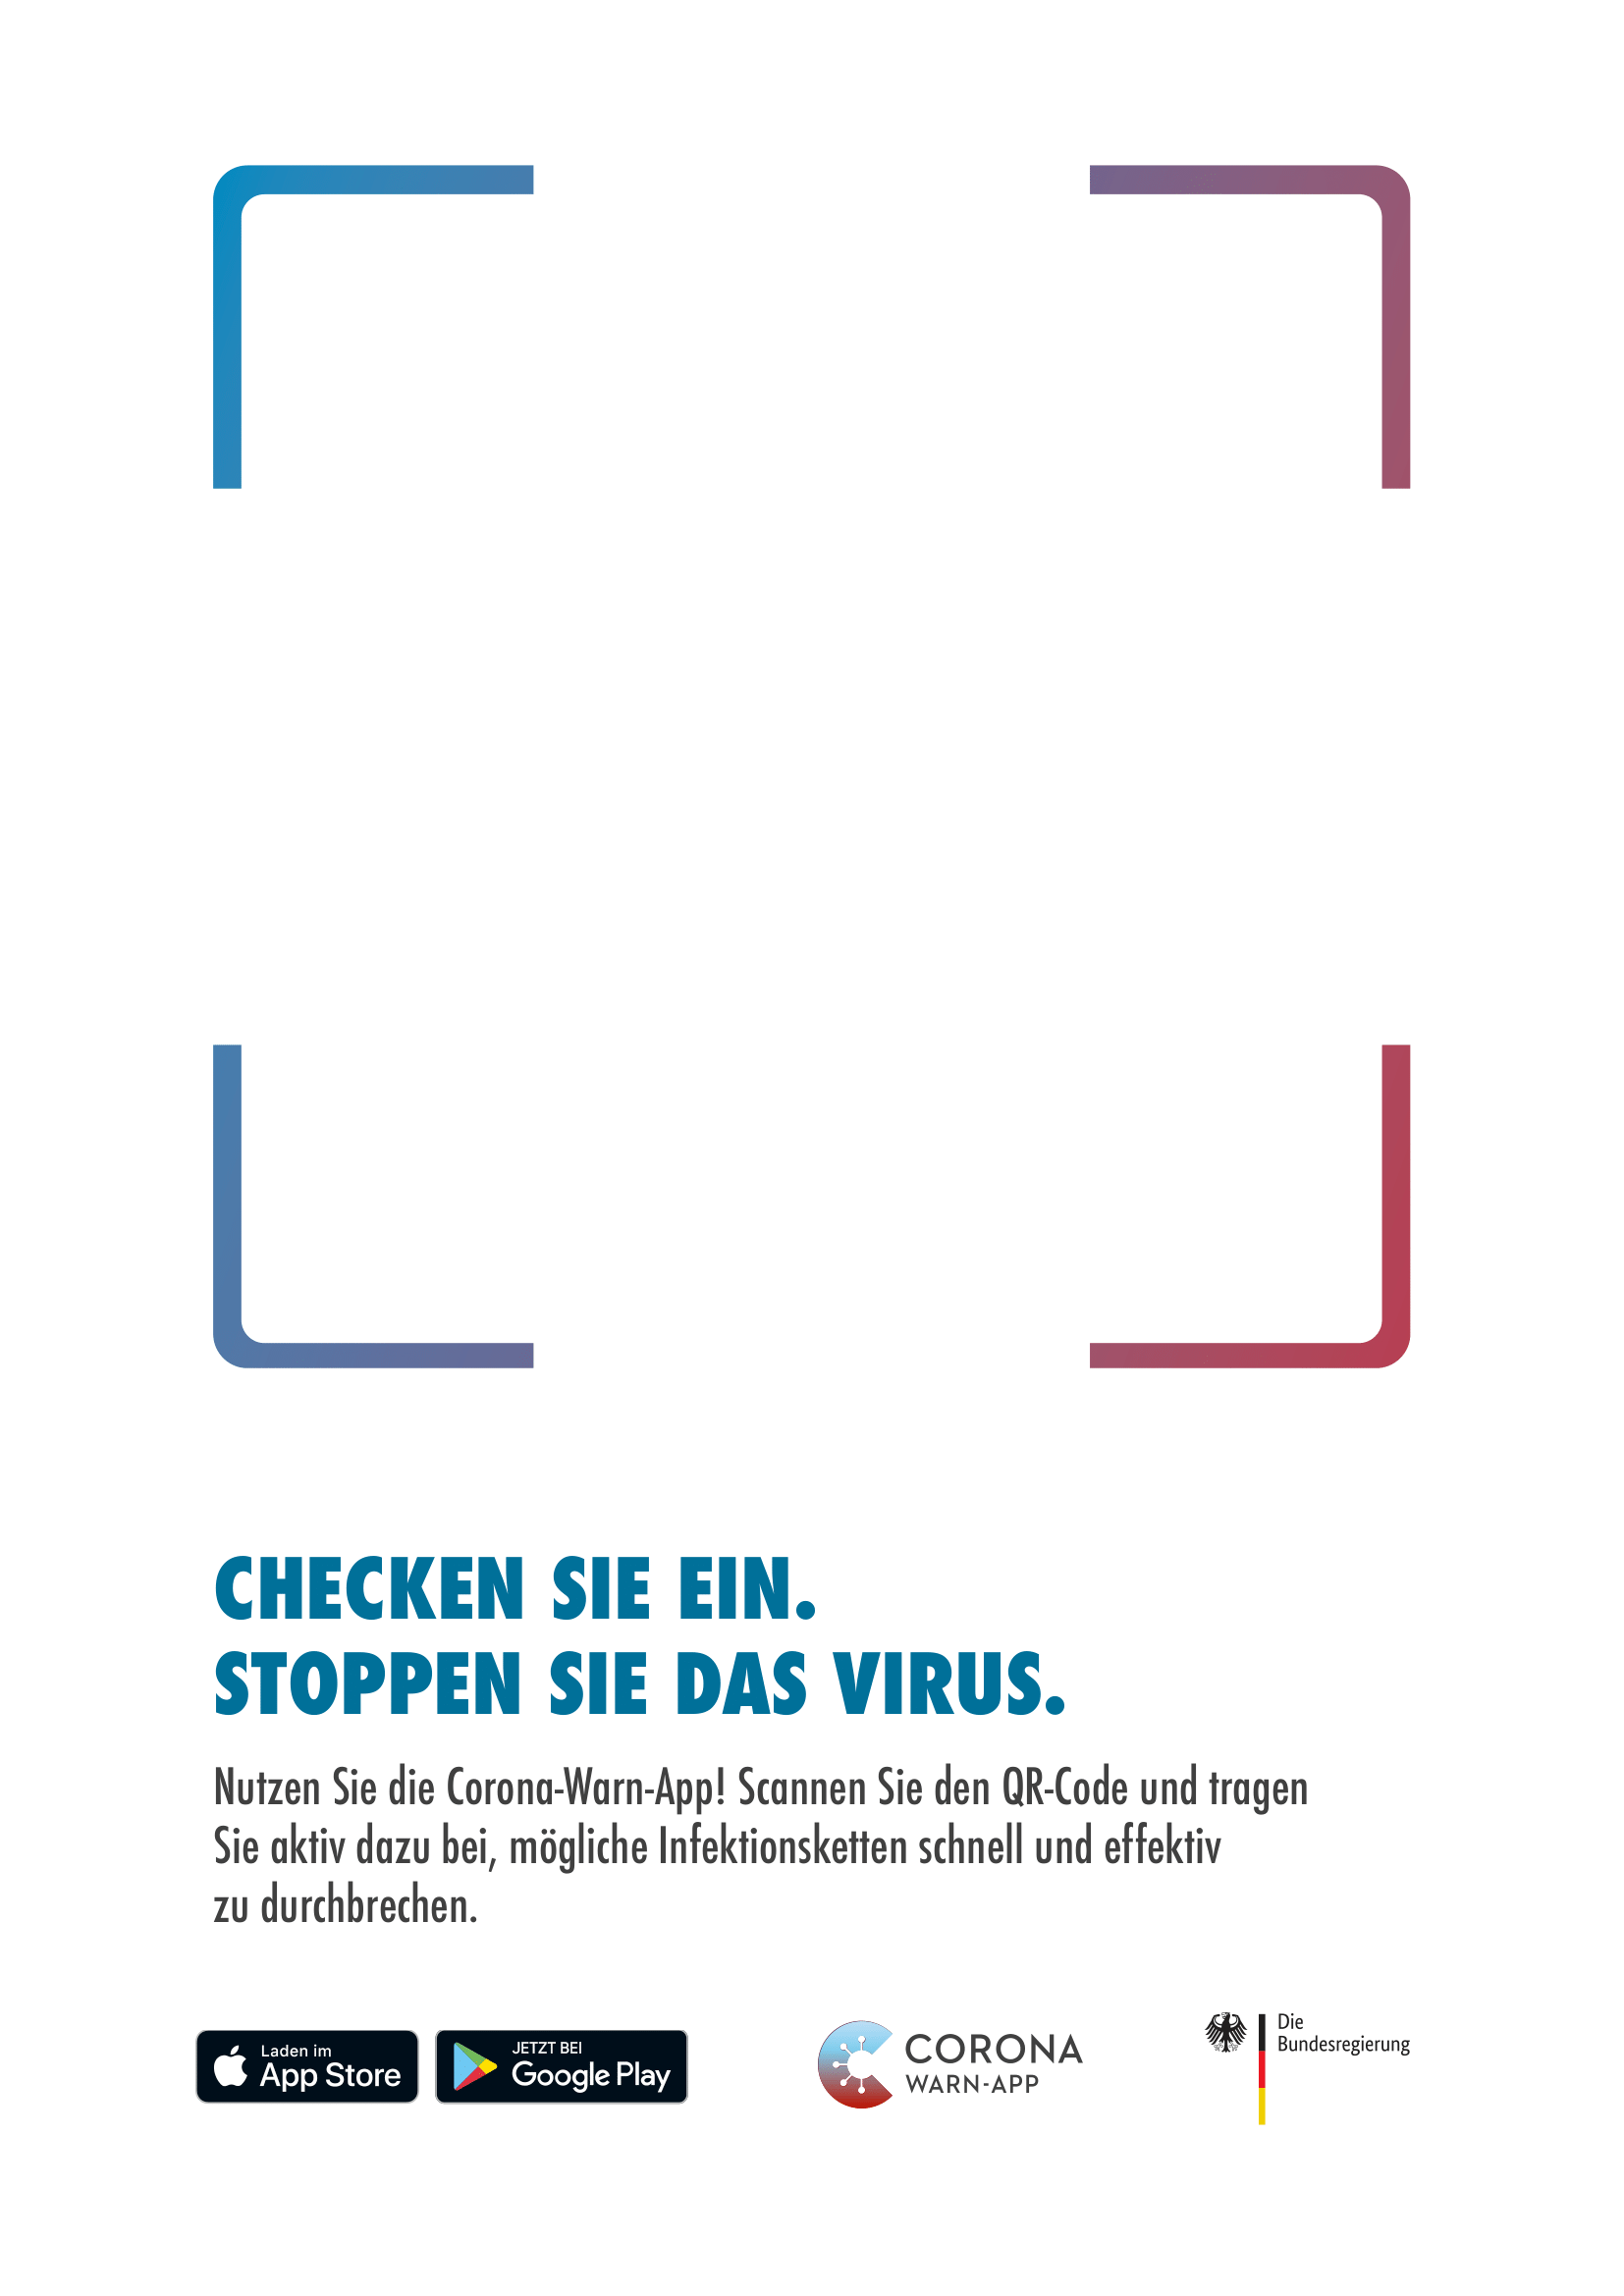 CHECKEN SIE EIN.
STOPPEN SIE DAS VIRUS.
Nutzen Sie die Corona-Warn-App! Scannen Sie den QR-Code und tragen
Sie aktiv dazu bei, mögliche Infektionsketten schnell und effektiv
zu durchbrechen.
Laden im
App Store
JETZT BEI
Google Play
CORONA
WARN-APP
Die
Bundesregierung